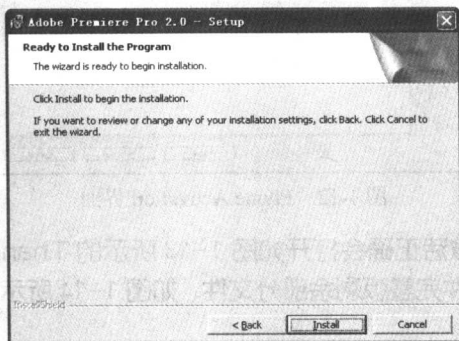 Adobe Premiere Pro 2.0 - Setup
Ready to Install the Program
The wizard is ready to begin installation.
Click Install to begin the installation.
If you want to review or change any of your installation settings, click Back. Click Cancel to
exit the wizard.
InstallShield
< Back
Install
Cancel